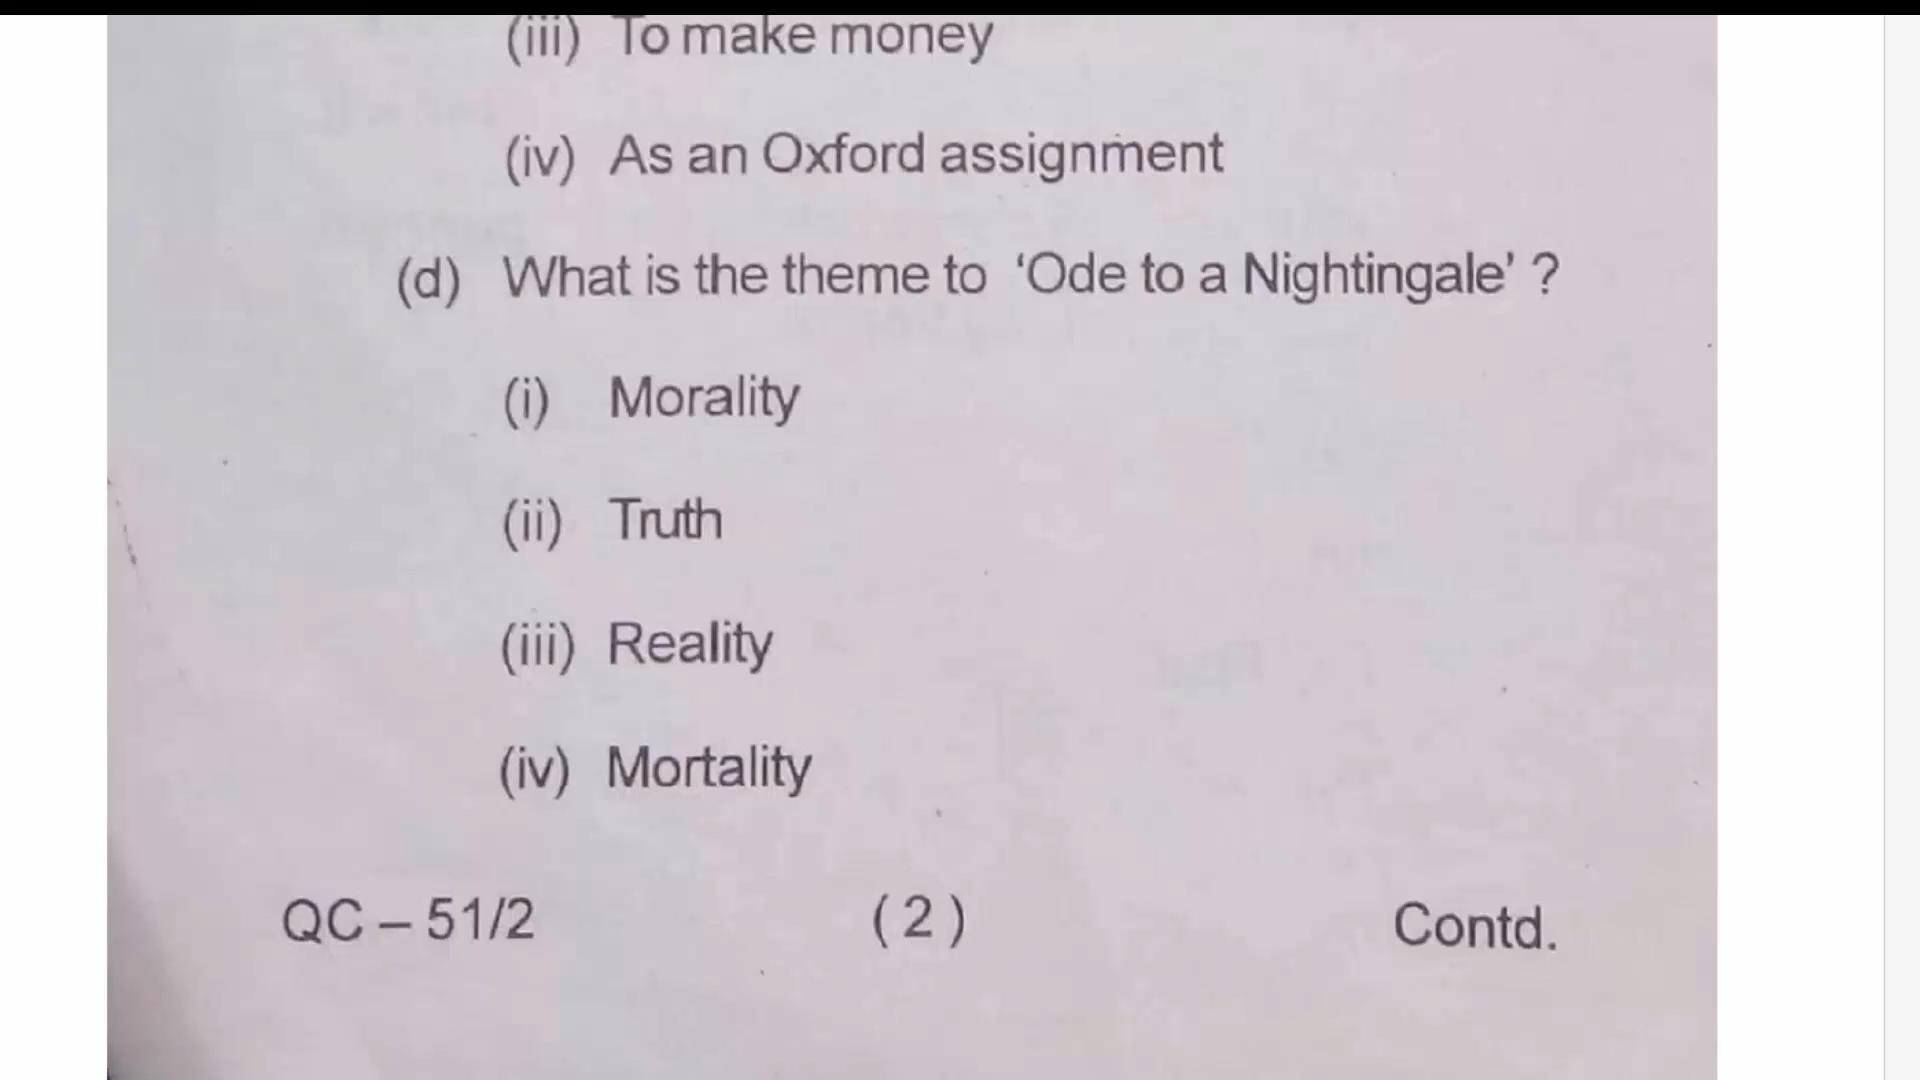 (iii) To make money
(iv) As an Oxford assignment
(d) What is the theme to 'Ode to a Nightingale' ?
(i) Morality
(ii) Truth
(iii) Reality
(iv) Mortality
QC – 51/2 ( 2 ) Contd.